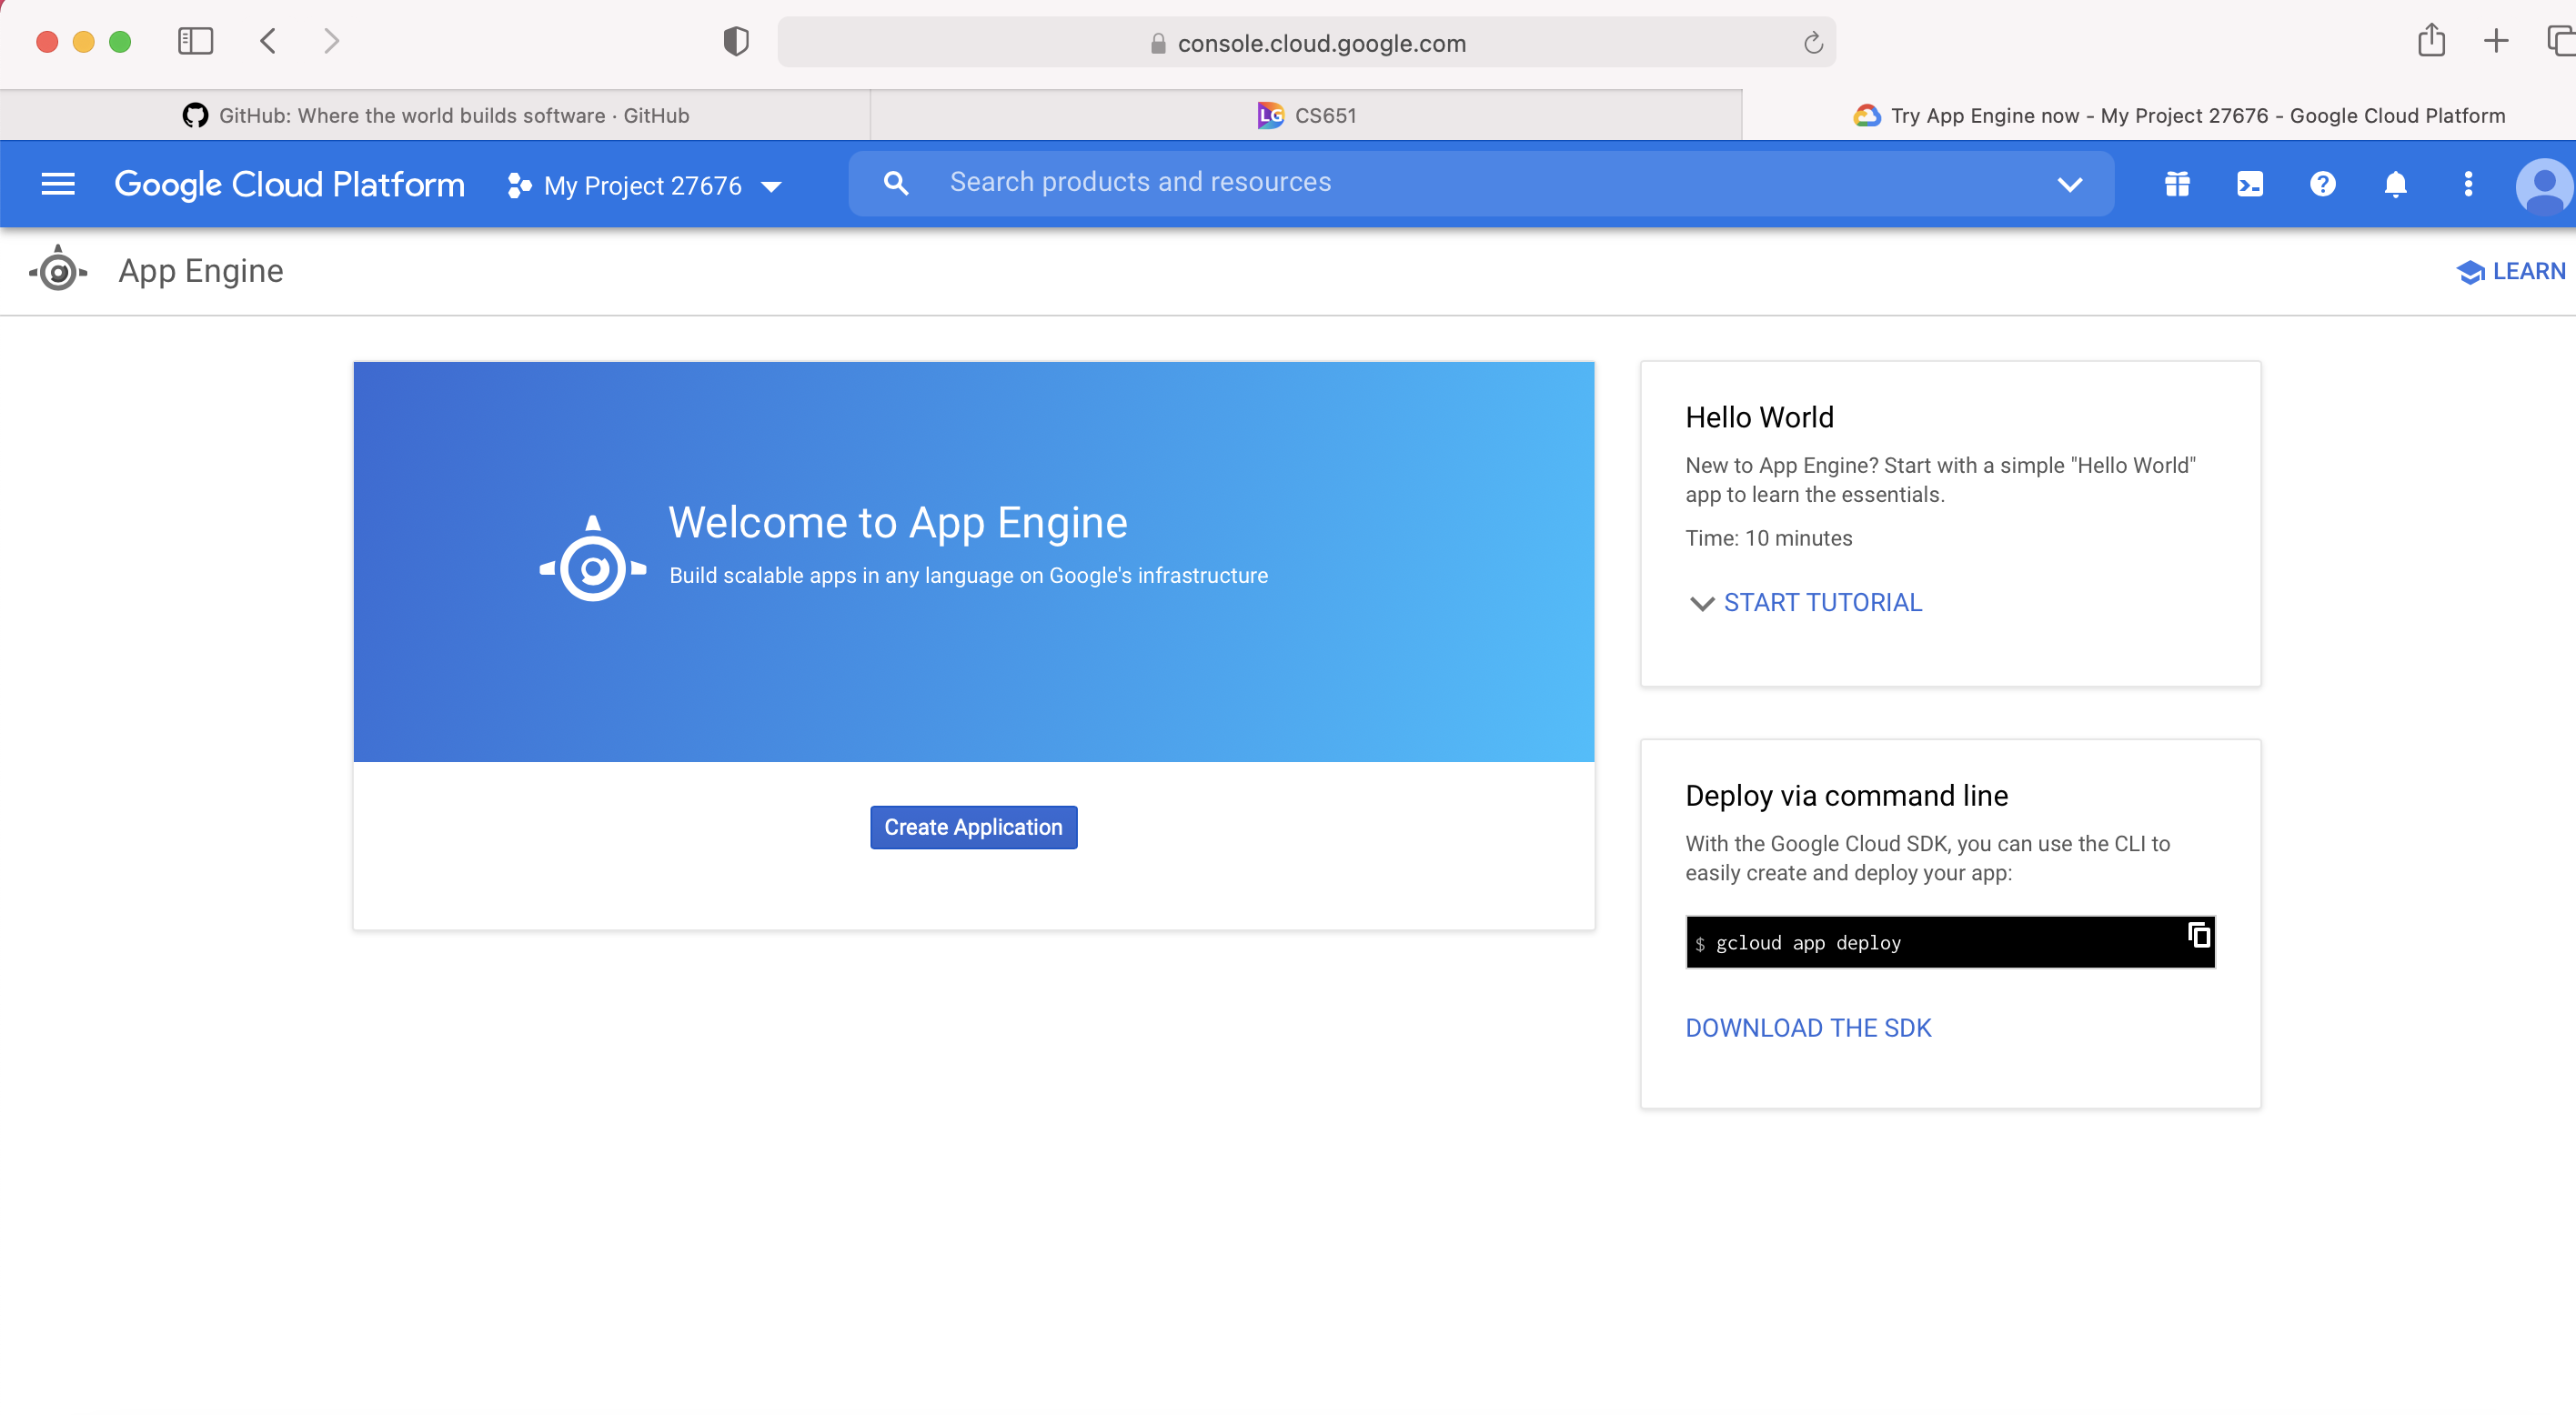 console.cloud.google.com
GitHub: Where the world builds software · GitHub
CS651
Try App Engine now - My Project 27676 - Google Cloud Platform
Google Cloud Platform
My Project 27676
Search products and resources
App Engine
LEARN
Welcome to App Engine
Build scalable apps in any language on Google's infrastructure
Create Application
Hello World
New to App Engine? Start with a simple "Hello World"
app to learn the essentials.
Time: 10 minutes
START TUTORIAL
Deploy via command line
With the Google Cloud SDK, you can use the CLI to
easily create and deploy your app:
$ gcloud app deploy
DOWNLOAD THE SDK